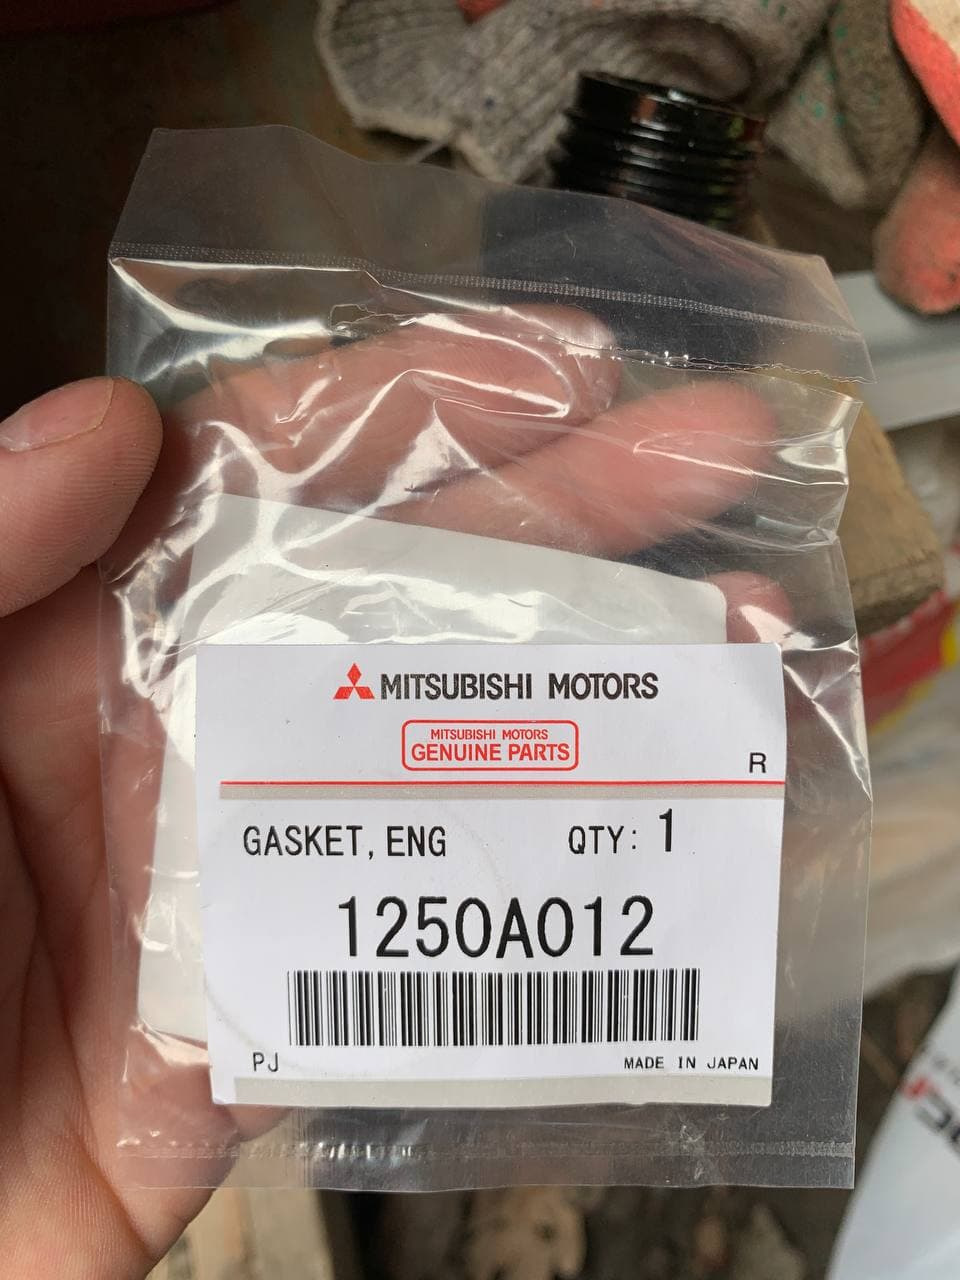 MITSUBISHI MOTORS
MITSUBISHI MOTORS
GENUINE PARTS
R
GASKET, ENG QTY: 1
1250A012
PJ MADE IN JAPAN